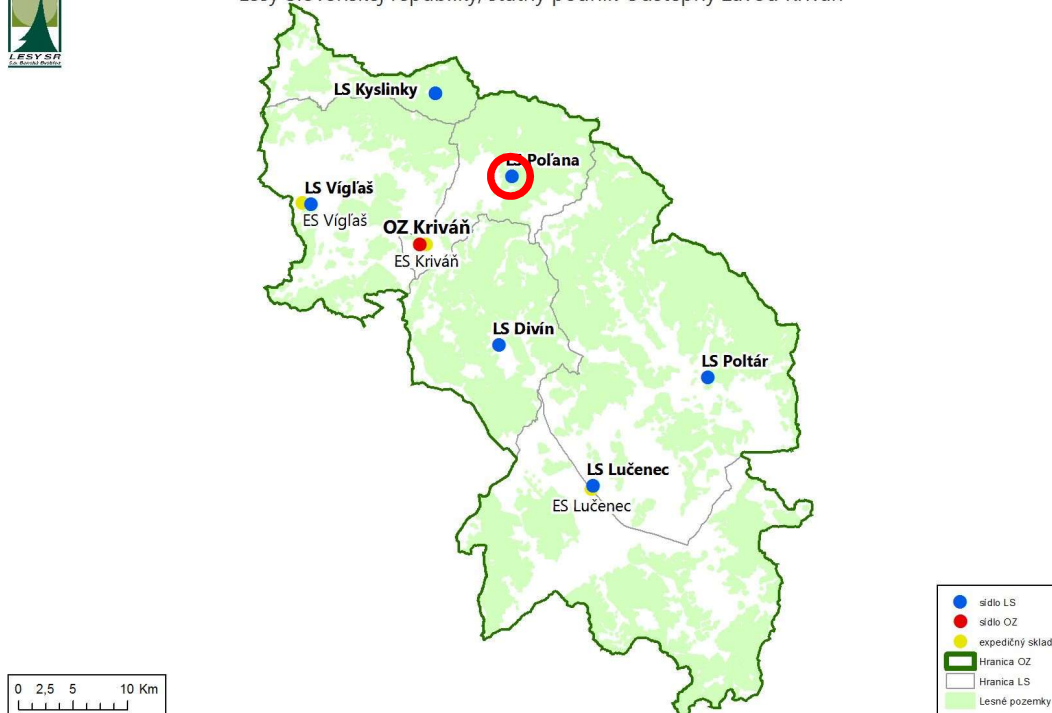 Lesy Slovenskej republiky, štátny podnik Odštepný závod Kriváň
LESY SR
š.p. Banská Bystrica
LS Kyslinky
LS Poľana
LS Vígľaš
ES Vígľaš
OZ Kriváň
ES Kriváň
LS Divín
LS Poltár
LS Lučenec
ES Lučenec
sídlo LS
sídlo OZ
expedičný sklad
Hranica OZ
Hranica LS
Lesné pozemky
0 2,5 5 10 Km